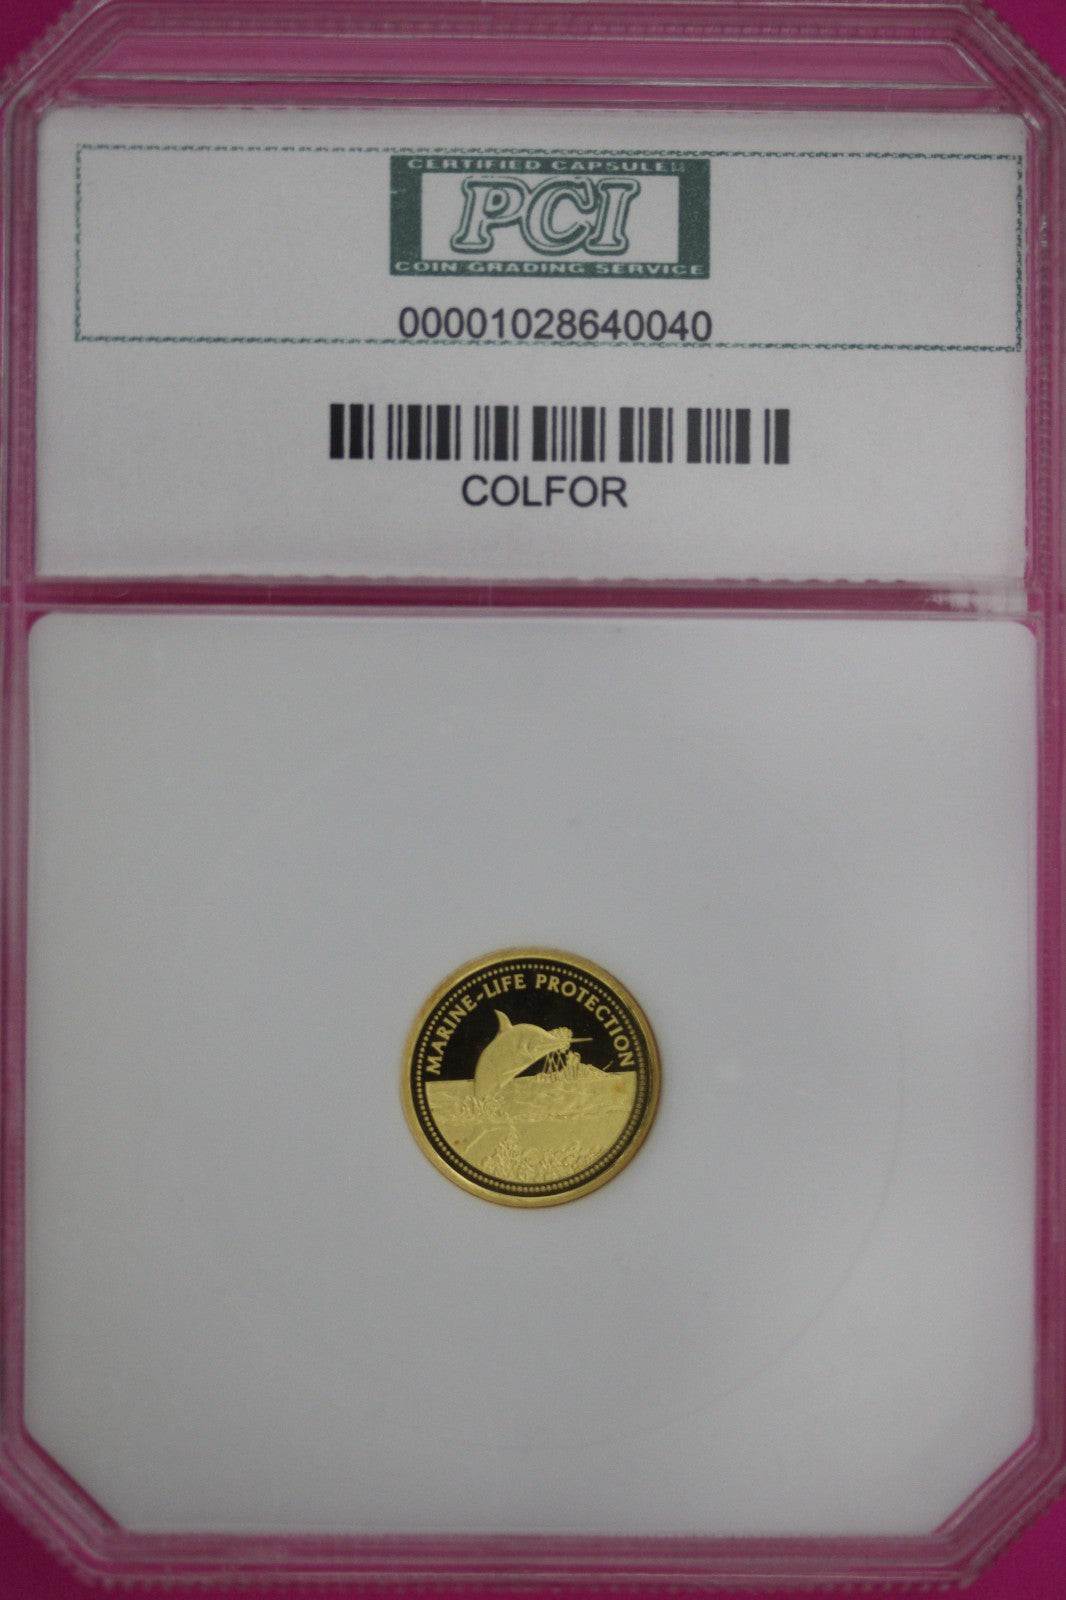 CERTIFIED CAPSULE
PCI
COIN GRADING SERVICE
00001028640040
COLFOR
MARINE-LIFE PROTECTION